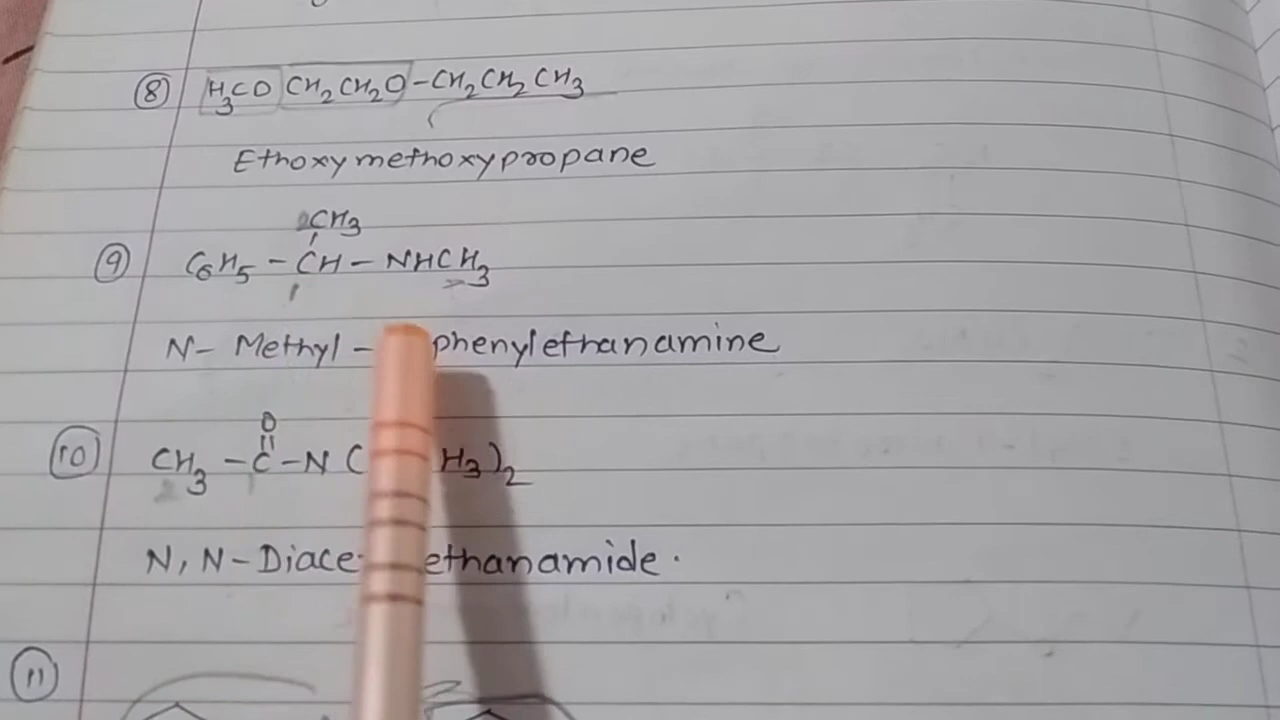 ⑧ H3CO CH2CH2O-CH2CH2CH3
Ethoxymethoxypropane
CH3
⑨ C6H5 - CH - NHCH3
N- Methyl - phenylethanamine
O
⑩ CH3 - C - N ( H3)2
N, N-Diace ethanamide.
⑪